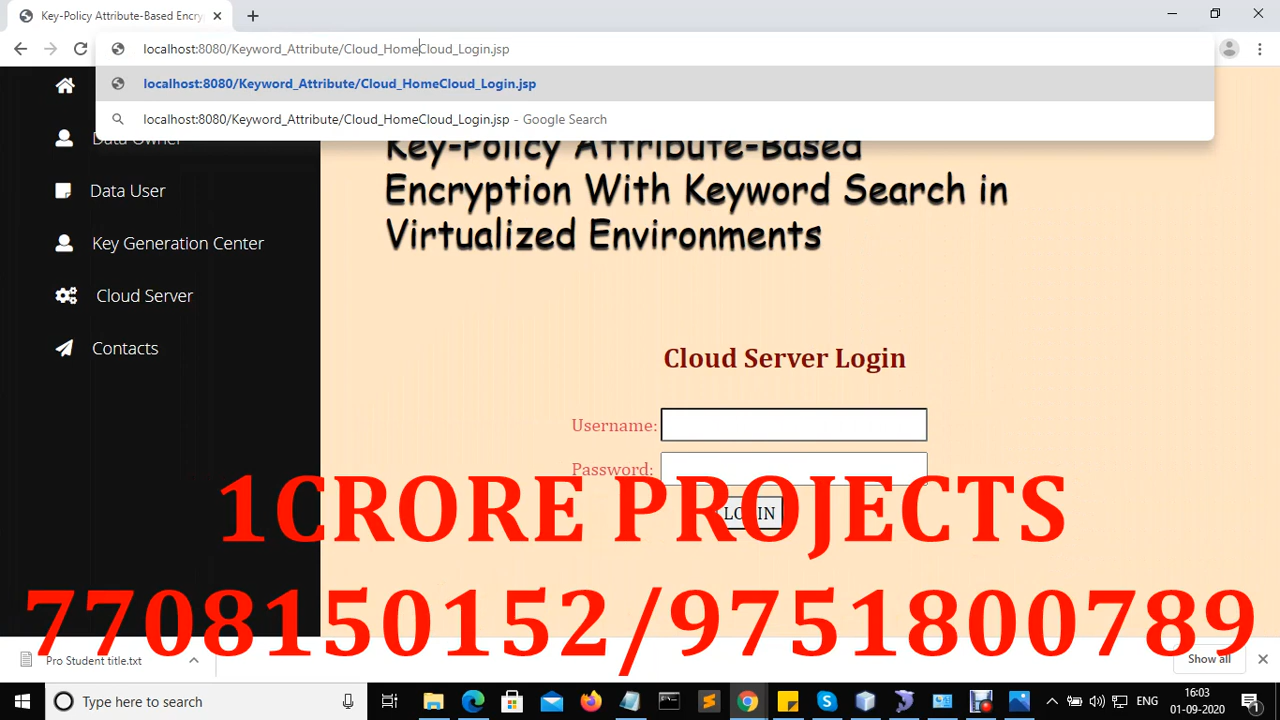 Key-Policy Attribute-Based Encry
localhost:8080/Keyword_Attribute/Cloud_HomeCloud_Login.jsp
localhost:8080/Keyword_Attribute/Cloud_HomeCloud_Login.jsp
localhost:8080/Keyword_Attribute/Cloud_HomeCloud_Login.jsp - Google Search
Data Owner
Data User
Key Generation Center
Cloud Server
Contacts
Key-Policy Attribute-Based
Encryption With Keyword Search in
Virtualized Environments
Cloud Server Login
Username:
Password:
LOGIN
1CRORE PROJECTS
7708150152/9751800789
Pro Student title.txt
Show all
Type here to search
ENG
16:03
01-09-2020
1